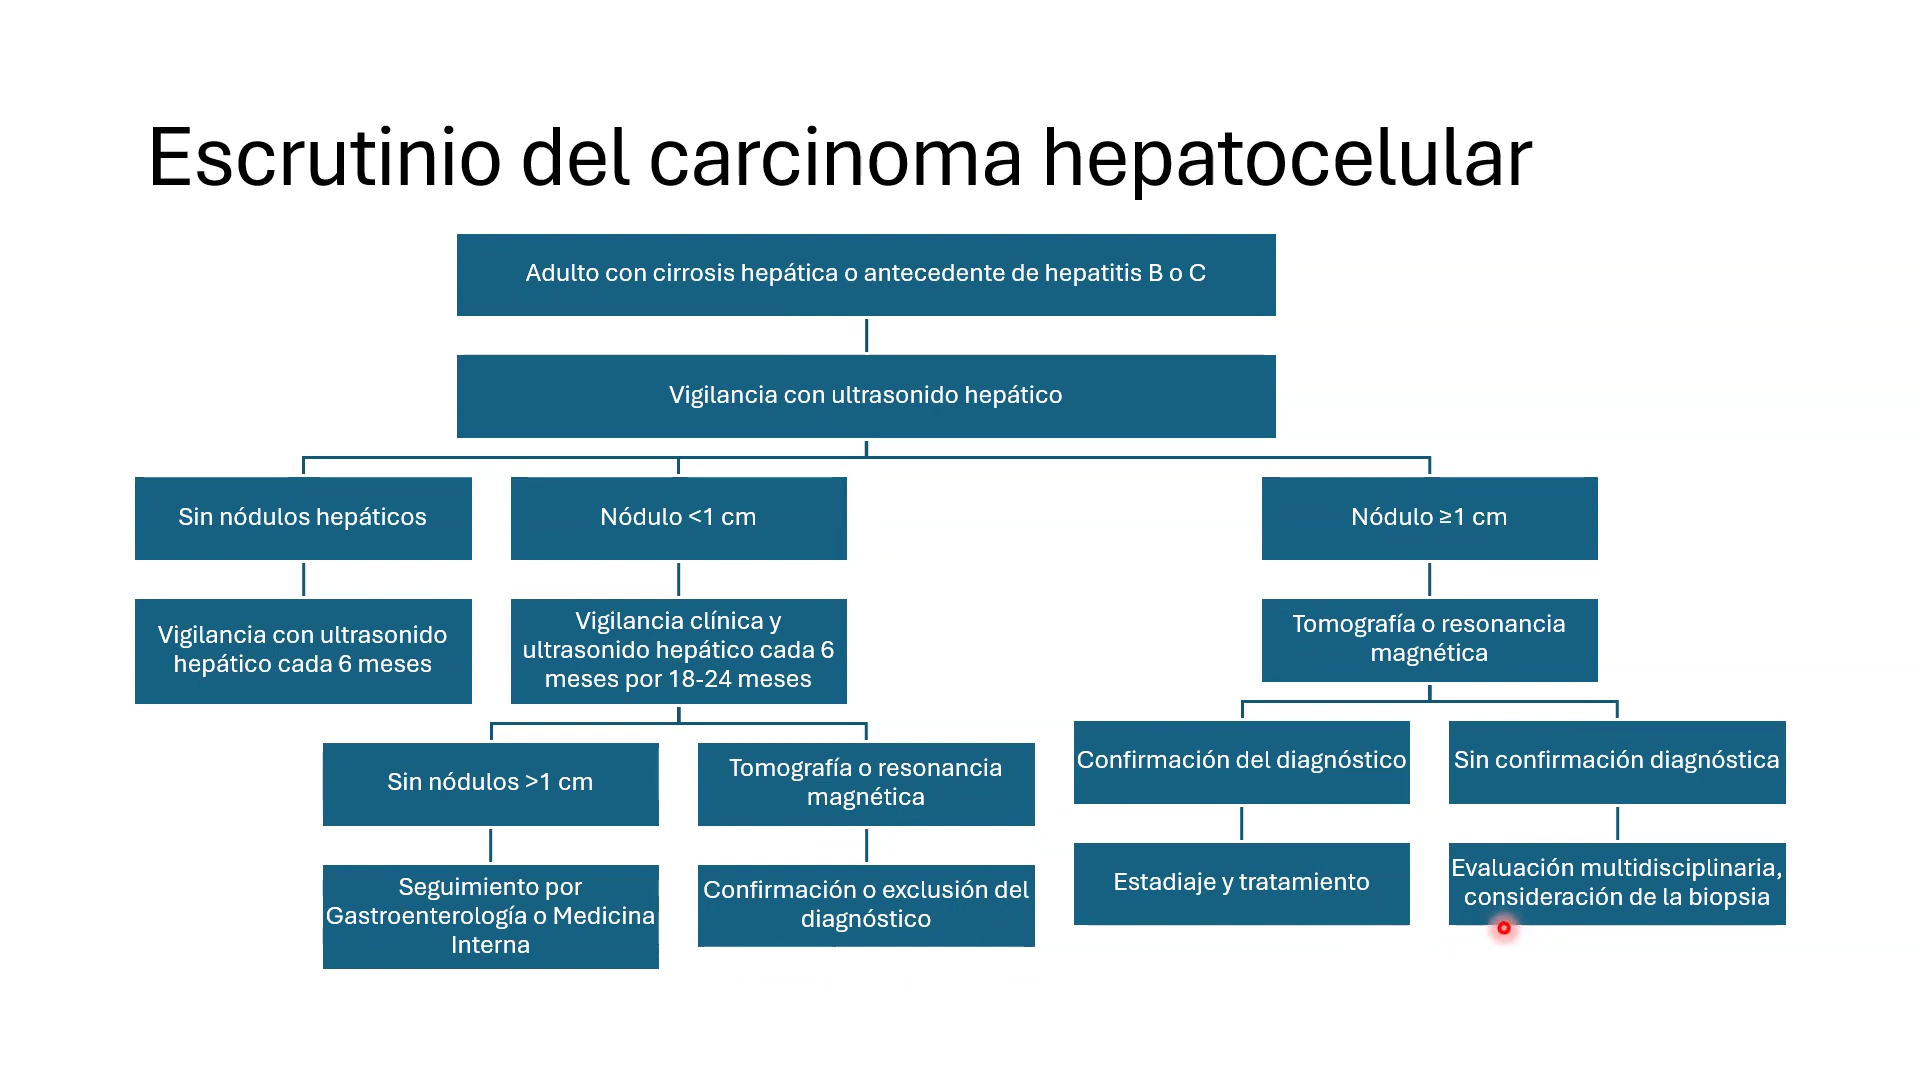 Escrutinio del carcinoma hepatocelular
Adulto con cirrosis hepática o antecedente de hepatitis B o C
Vigilancia con ultrasonido hepático
Sin nódulos hepáticos
Nódulo <1 cm
Nódulo ≥1 cm
Vigilancia con ultrasonido
hepático cada 6 meses
Vigilancia clínica y
ultrasonido hepático cada 6
meses por 18-24 meses
Tomografía o resonancia
magnética
Sin nódulos >1 cm
Tomografía o resonancia
magnética
Confirmación del diagnóstico
Sin confirmación diagnóstica
Seguimiento por
Gastroenterología o Medicina
Interna
Confirmación o exclusión del
diagnóstico
Estadiaje y tratamiento
Evaluación multidisciplinaria,
consideración de la biopsia